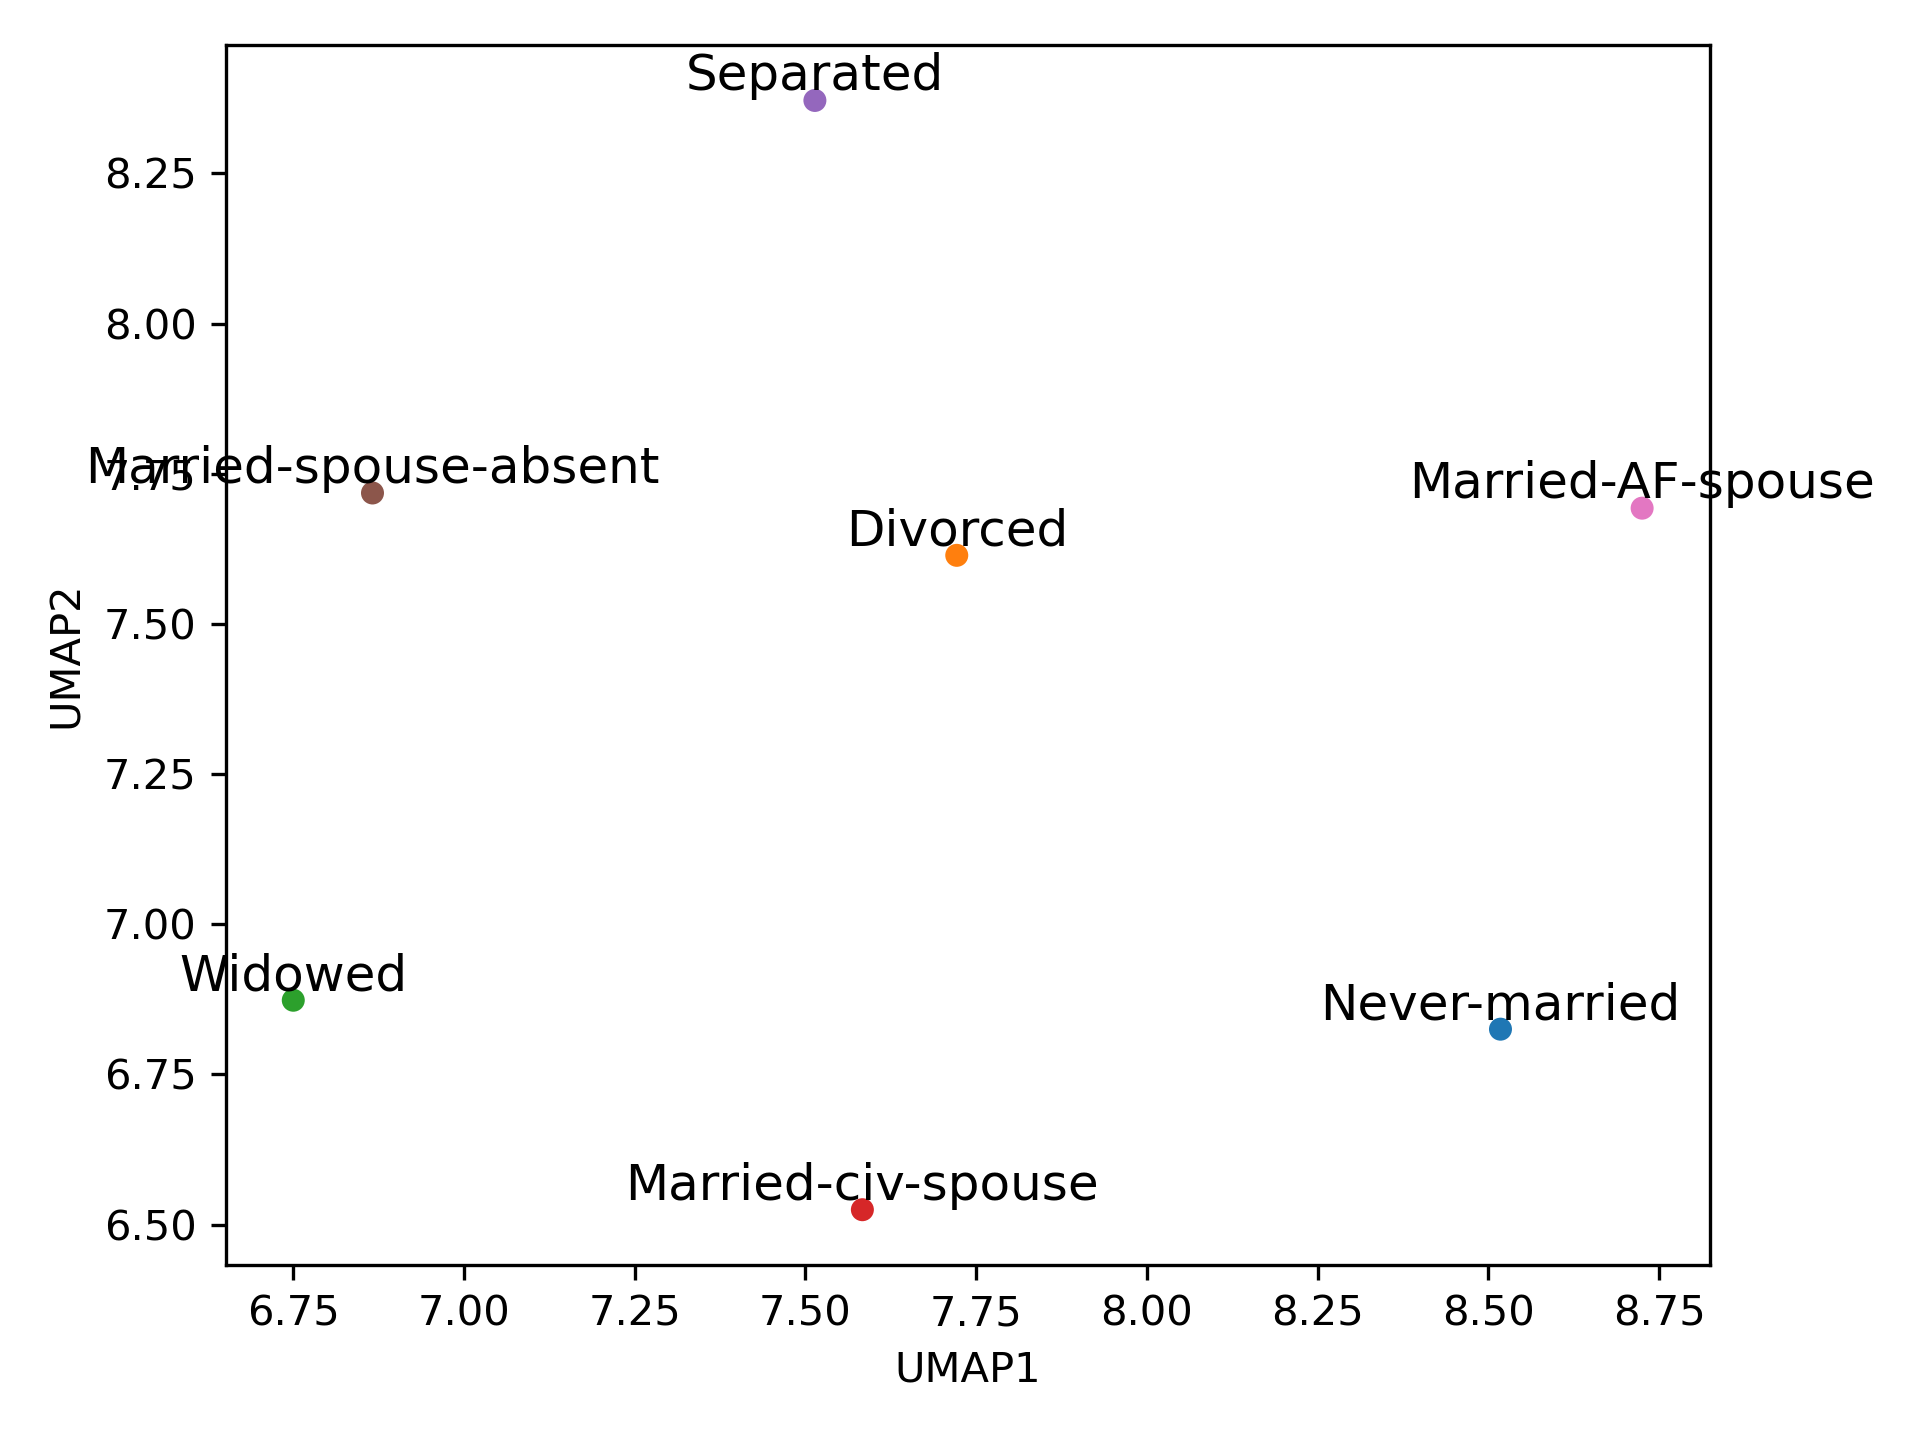 Separated
8.25
8.00
Married-spouse-absent
7.75
Married-AF-spouse
Divorced
7.50
UMAP2
7.25
7.00
Widowed
Never-married
6.75
Married-civ-spouse
6.50
6.75 7.00 7.25 7.50 7.75 8.00 8.25 8.50 8.75
UMAP1